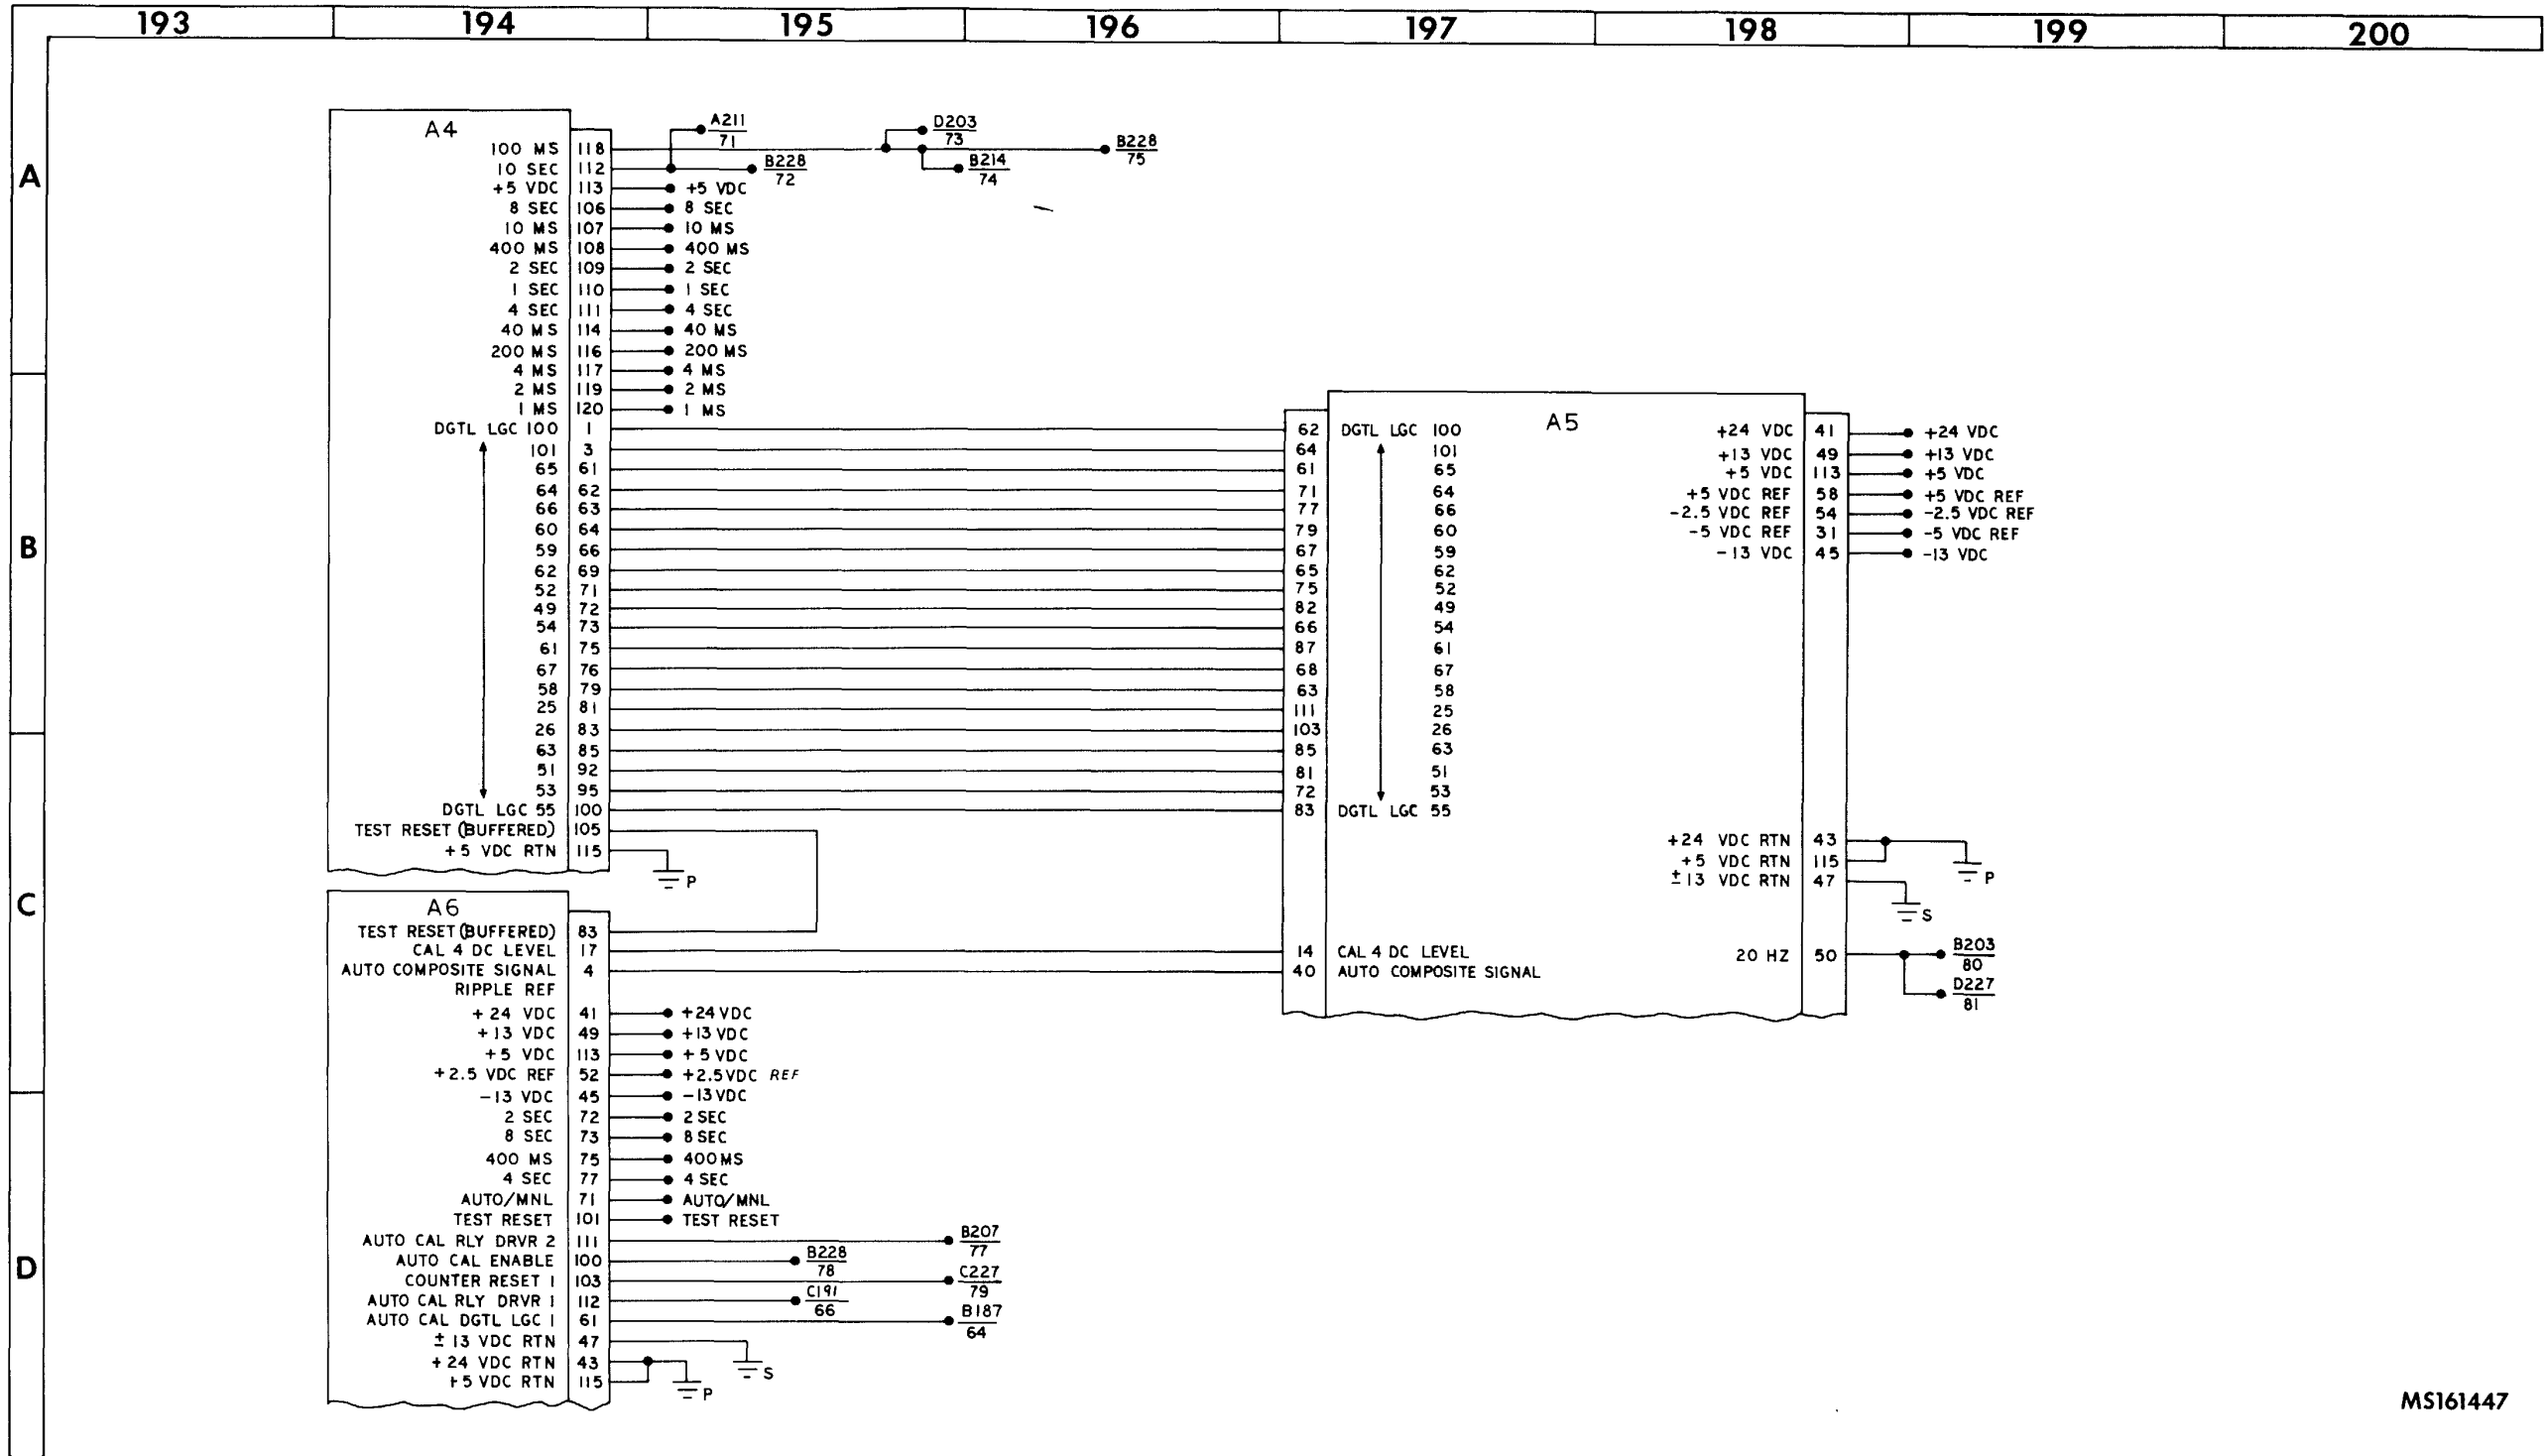 193 194 195 196 197 198 199 200
A
B
C
D
A4
100 MS 118
10 SEC 112
+5 VDC 113 +5 VDC
8 SEC 106 8 SEC
10 MS 107 10 MS
400 MS 108 400 MS
2 SEC 109 2 SEC
1 SEC 110 1 SEC
4 SEC 111 4 SEC
40 MS 114 40 MS
200 MS 116 200 MS
4 MS 117 4 MS
2 MS 119 2 MS
1 MS 120 1 MS
A211
71
B228
72
D203
73
B214
74
B228
75
DGTL LGC 100 1
101 3
65 61
64 62
66 63
60 64
59 66
62 69
52 71
49 72
54 73
61 75
67 76
58 79
25 81
26 83
63 85
51 92
53 95
DGTL LGC 55 100
TEST RESET (BUFFERED) 105
+5 VDC RTN 115
P
A5
62 DGTL LGC 100
64 101
61 65
71 64
77 66
79 60
67 59
65 62
75 52
82 49
66 54
87 61
68 67
63 58
111 25
103 26
85 63
81 51
72 53
83 DGTL LGC 55
14 CAL 4 DC LEVEL
40 AUTO COMPOSITE SIGNAL
+24 VDC 41 +24 VDC
+13 VDC 49 +13 VDC
+5 VDC 113 +5 VDC
+5 VDC REF 58 +5 VDC REF
-2.5 VDC REF 54 -2.5 VDC REF
-5 VDC REF 31 -5 VDC REF
-13 VDC 45 -13 VDC
+24 VDC RTN 43
+5 VDC RTN 115
P
±13 VDC RTN 47
S
20 HZ 50
B203
80
D227
81
A6
TEST RESET (BUFFERED) 83
CAL 4 DC LEVEL 17
AUTO COMPOSITE SIGNAL 4
RIPPLE REF
+24 VDC 41 +24 VDC
+13 VDC 49 +13 VDC
+5 VDC 113 +5 VDC
+2.5 VDC REF 52 +2.5 VDC REF
-13 VDC 45 -13 VDC
2 SEC 72 2 SEC
8 SEC 73 8 SEC
400 MS 75 400 MS
4 SEC 77 4 SEC
AUTO/MNL 71 AUTO/MNL
TEST RESET 101 TEST RESET
AUTO CAL RLY DRVR 2 111
B207
77
AUTO CAL ENABLE 100
B228
78
COUNTER RESET 1 103
C227
79
AUTO CAL RLY DRVR 1 112
C191
66
AUTO CAL DGTL LGC 1 61
B187
64
±13 VDC RTN 47
S
+24 VDC RTN 43
+5 VDC RTN 115
P
MS161447